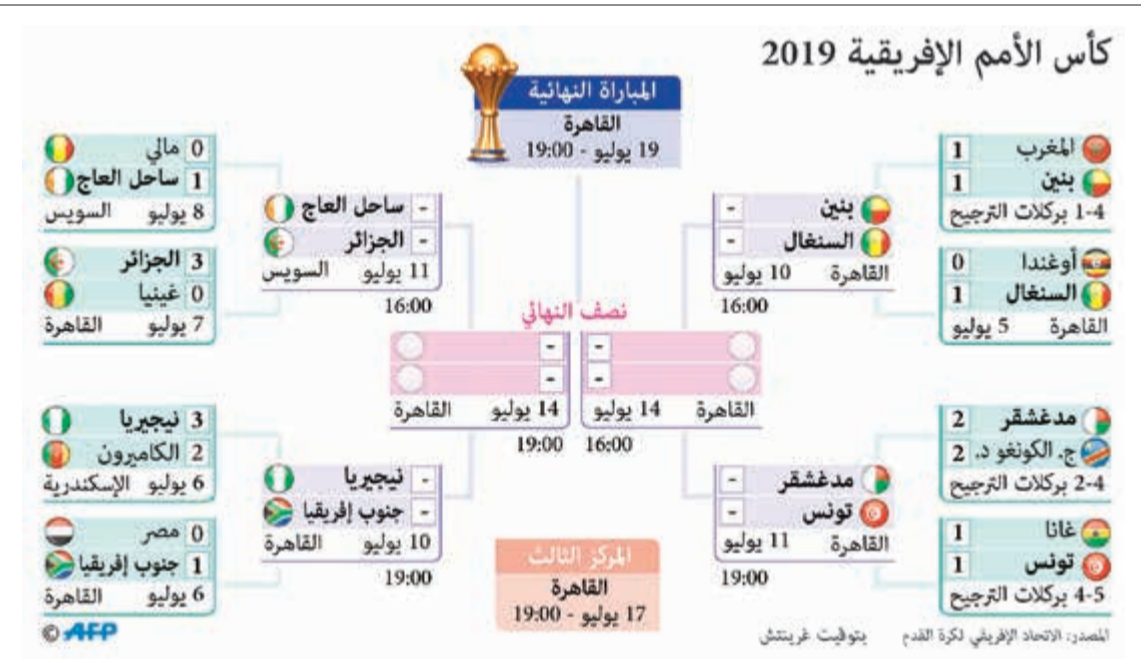 كأس الأمم الإفريقية 2019
المباراة النهائية
القاهرة
19 يوليو - 19:00
المغرب 1
بنين 1
4-1 بركلات الترجيح
أوغندا 0
السنغال 1
القاهرة 5 يوليو
بنين -
السنغال -
القاهرة 10 يوليو
16:00
مدغشقر 2
ج. الكونغو د. 2
4-2 بركلات الترجيح
غانا 1
تونس 1
5-4 بركلات الترجيح
مدغشقر -
تونس -
القاهرة 11 يوليو
19:00
نصف النهائي
-
-
القاهرة 14 يوليو
16:00
-
-
14 يوليو القاهرة
19:00
0 مالي
1 ساحل العاج
8 يوليو السويس
3 الجزائر
0 غينيا
7 يوليو القاهرة
- ساحل العاج
- الجزائر
11 يوليو السويس
16:00
3 نيجيريا
2 الكاميرون
6 يوليو الإسكندرية
0 مصر
1 جنوب إفريقيا
6 يوليو القاهرة
- نيجيريا
- جنوب إفريقيا
10 يوليو القاهرة
19:00
المركز الثالث
القاهرة
17 يوليو - 19:00
المصدر: الاتحاد الإفريقي لكرة القدم بتوقيت غرينتش
© AFP